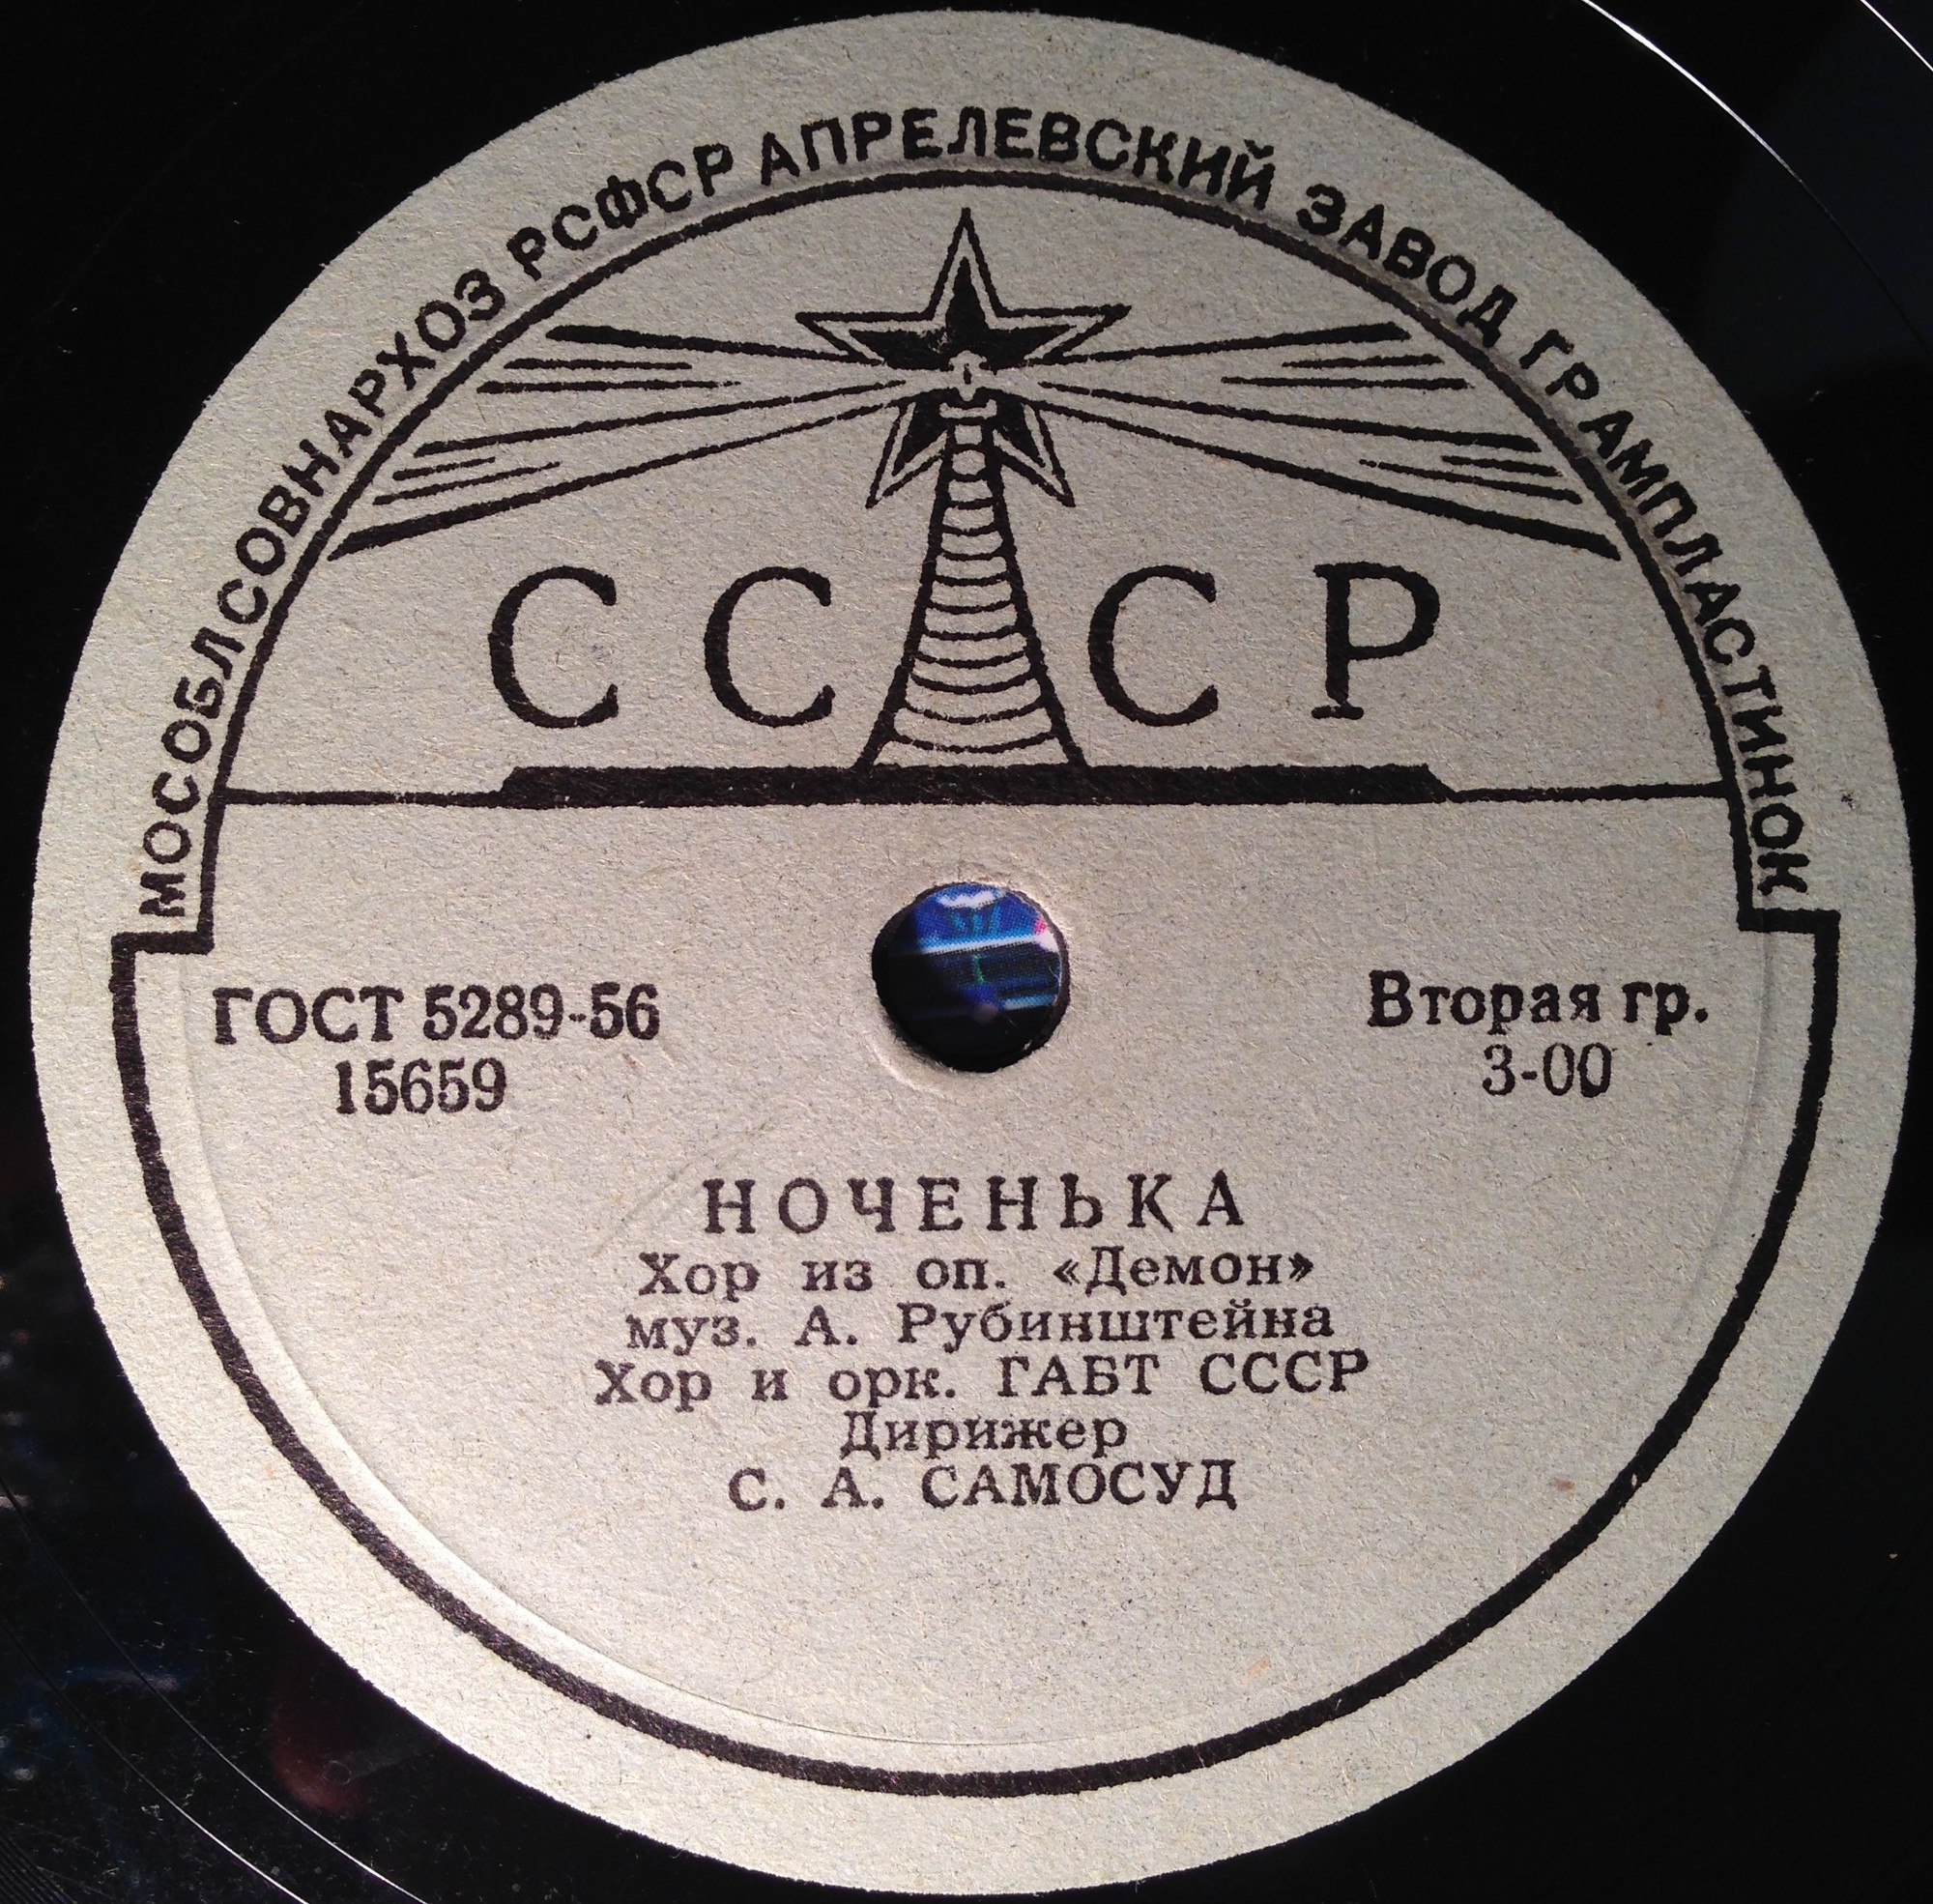 МОСОБЛСОВНАРХОЗ РСФСР АПРЕЛЕВСКИЙ ЗАВОД ГРАМПЛАСТИНОК
СССР
ГОСТ 5289-56
15659
Вторая гр.
3-00
НОЧЕНЬКА
Хор из оп. «Демон»
муз. А. Рубинштейна
Хор и орк. ГАБТ СССР
Дирижер
С. А. САМОСУД